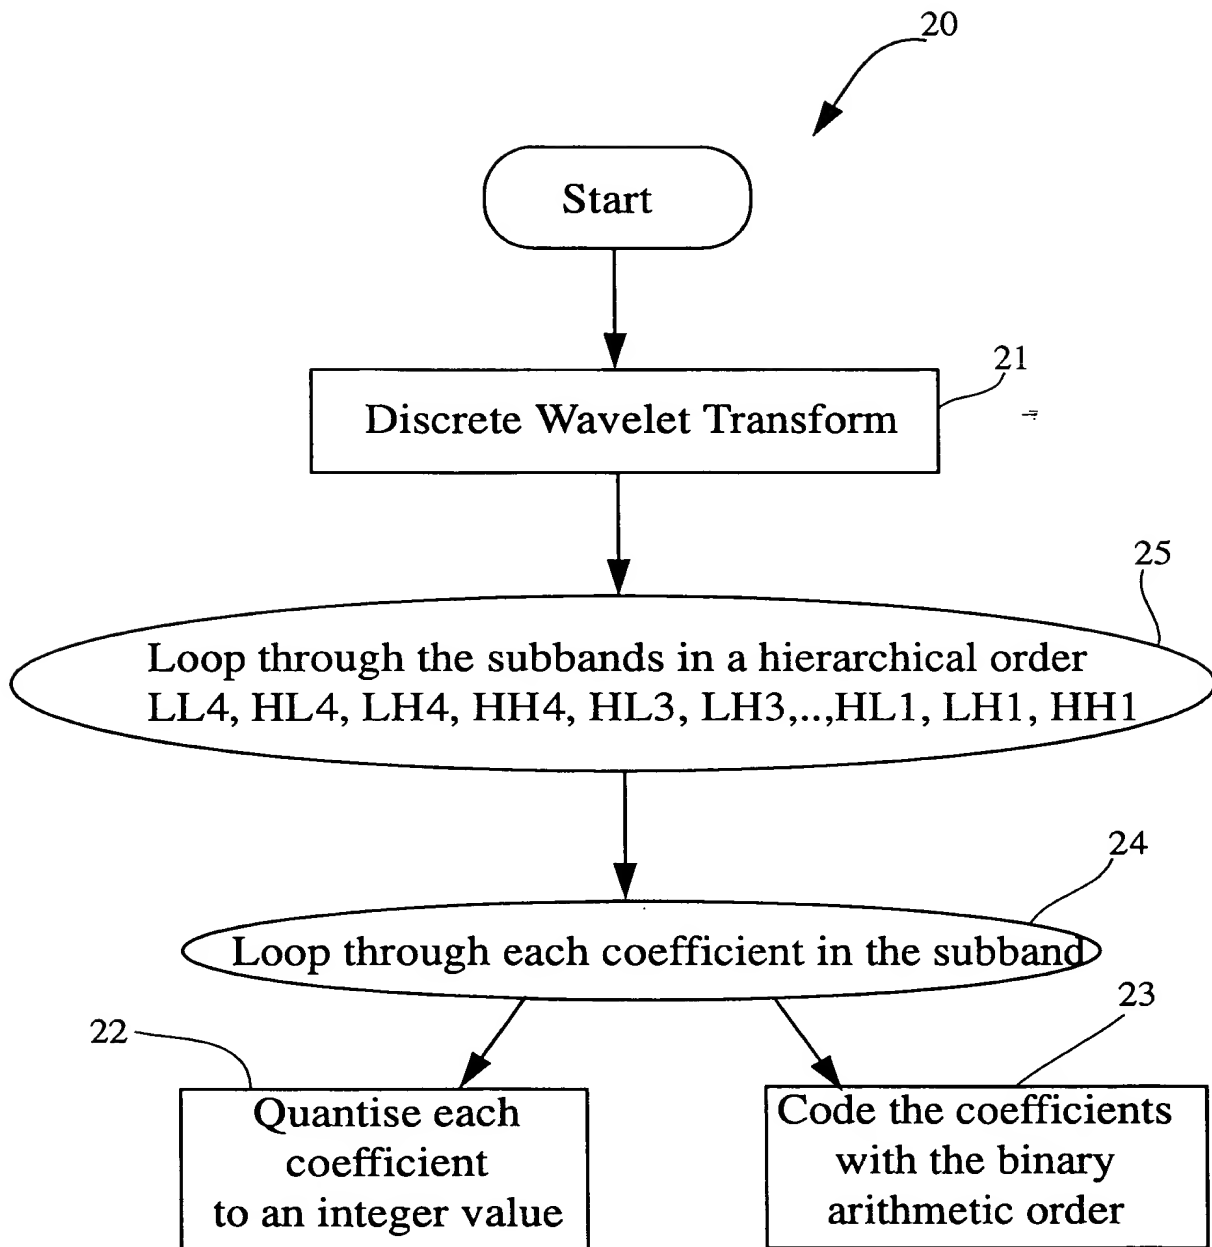 20
Start
21
Discrete Wavelet Transform
25
Loop through the subbands in a hierarchical order
LL4, HL4, LH4, HH4, HL3, LH3,..,HL1, LH1, HH1
24
Loop through each coefficient in the subband
22
23
Quantise each
coefficient
to an integer value
Code the coefficients
with the binary
arithmetic order